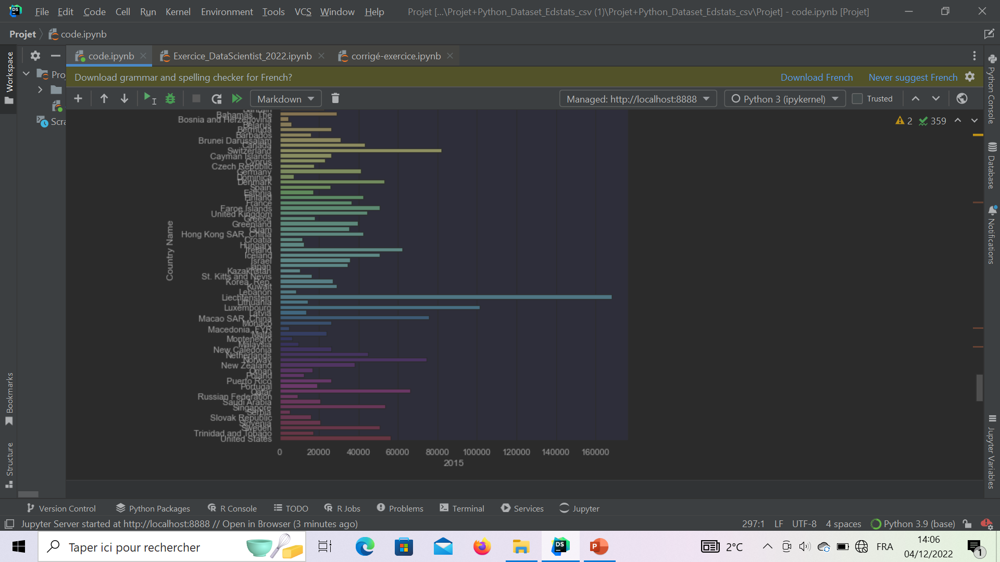 File Edit Code Cell Run Kernel Environment Tools VCS Window Help Projet [...\Projet+Python_Dataset_Edstats_csv (1)\Projet+Python_Dataset_Edstats_csv\Projet] - code.ipynb [Projet]
Projet code.ipynb
code.ipynb Exercice_DataScientist_2022.ipynb corrigé-exercice.ipynb
Workspace
Proj
Scra
Download grammar and spelling checker for French? Download French Never suggest French
Markdown Managed: http://localhost:8888 Python 3 (ipykernel) Trusted
2 359
Bahrain
Bahamas, The
Bosnia and Herzegovina
Belarus
Bermuda
Barbados
Brunei Darussalam
Canada
Switzerland
Cayman Islands
Cyprus
Czech Republic
Germany
Dominica
Denmark
Spain
Estonia
Finland
France
Faroe Islands
United Kingdom
Greece
Greenland
Guam
Hong Kong SAR, China
Croatia
Hungary
Ireland
Iceland
Israel
Japan
Kazakhstan
St. Kitts and Nevis
Korea, Rep.
Kuwait
Lebanon
Liechtenstein
Lithuania
Luxembourg
Latvia
Macao SAR, China
Monaco
Macedonia, FYR
Malta
Montenegro
Malaysia
New Caledonia
Netherlands
Norway
New Zealand
Oman
Poland
Puerto Rico
Portugal
Qatar
Russian Federation
Saudi Arabia
Singapore
Serbia
Slovak Republic
Slovenia
Sweden
Trinidad and Tobago
United States
Country Name
0 20000 40000 60000 80000 100000 120000 140000 160000
2015
Python Console
Database
Notifications
Jupyter Variables
Bookmarks
Structure
Version Control Python Packages R Console TODO R Jobs Problems Terminal Services Jupyter
Jupyter Server started at http://localhost:8888 // Open in Browser (3 minutes ago) 297:1 LF UTF-8 4 spaces Python 3.9 (base)
Taper ici pour rechercher
DS
P
2°C
FRA
14:06
04/12/2022
1